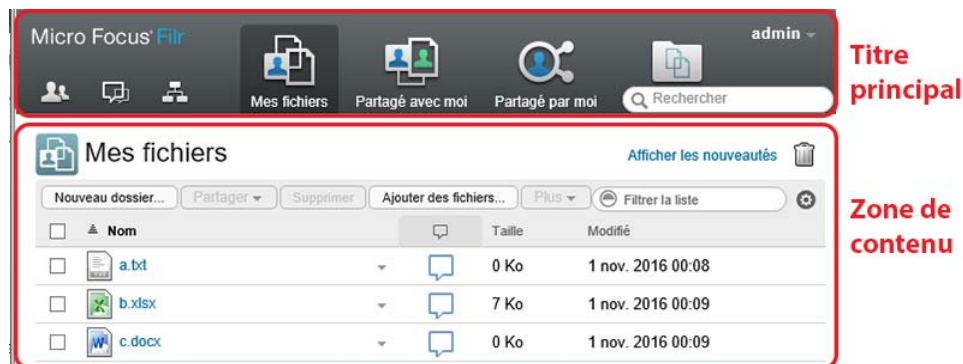 Micro Focus Filr
admin
Mes fichiers
Partagé avec moi
Partagé par moi
Rechercher
Titre
principal
Mes fichiers
Afficher les nouveautés
Nouveau dossier... Partager Supprimer Ajouter des fichiers... Plus Filtrer la liste
Nom Taille Modifié
a.txt 0 Ko 1 nov. 2016 00:08
b.xlsx 7 Ko 1 nov. 2016 00:09
c.docx 0 Ko 1 nov. 2016 00:09
Zone de
contenu